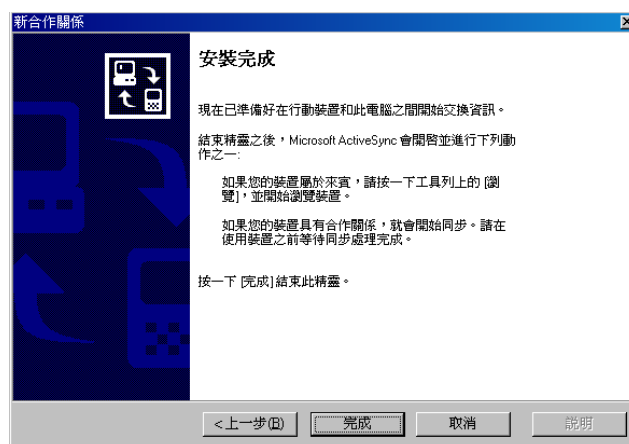 新合作關係
安裝完成
現在已準備好在行動裝置和此電腦之間開始交換資訊。
結束精靈之後，Microsoft ActiveSync 會開啓並進行下列動
作之一:
如果您的裝置屬於來賓，請按一下工具列上的 [瀏
覽]，並開始瀏覽裝置。
如果您的裝置具有合作關係，就會開始同步。請在
使用裝置之前等待同步處理完成。
按一下 [完成] 結束此精靈。
<上一步(B)
完成
取消
說明